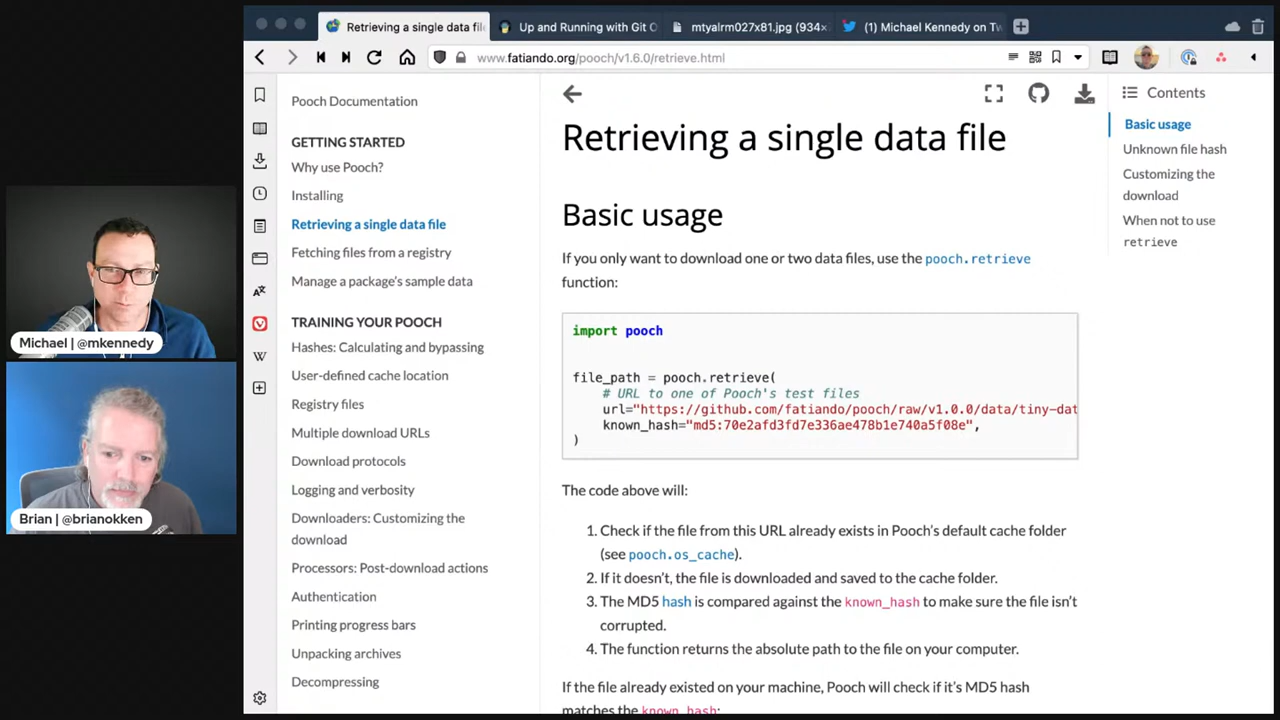 Retrieving a single data fil
Up and Running with Git O
mtyalrm027x81.jpg (934×
(1) Michael Kennedy on Tw
www.fatiando.org/pooch/v1.6.0/retrieve.html
Pooch Documentation
GETTING STARTED
Why use Pooch?
Installing
Retrieving a single data file
Fetching files from a registry
Manage a package's sample data
TRAINING YOUR POOCH
Hashes: Calculating and bypassing
User-defined cache location
Registry files
Multiple download URLs
Download protocols
Logging and verbosity
Downloaders: Customizing the
download
Processors: Post-download actions
Authentication
Printing progress bars
Unpacking archives
Decompressing
Retrieving a single data file
Basic usage
If you only want to download one or two data files, use the pooch.retrieve
function:
import pooch
file_path = pooch.retrieve(
# URL to one of Pooch's test files
url="https://github.com/fatiando/pooch/raw/v1.0.0/data/tiny-dat
known_hash="md5:70e2afd3fd7e336ae478b1e740a5f08e",
)
The code above will:
1. Check if the file from this URL already exists in Pooch's default cache folder
(see pooch.os_cache).
2. If it doesn't, the file is downloaded and saved to the cache folder.
3. The MD5 hash is compared against the known_hash to make sure the file isn't
corrupted.
4. The function returns the absolute path to the file on your computer.
If the file already existed on your machine, Pooch will check if it's MD5 hash
matches the known_hash:
Contents
Basic usage
Unknown file hash
Customizing the
download
When not to use
retrieve
Michael | @mkennedy
Brian | @brianokken